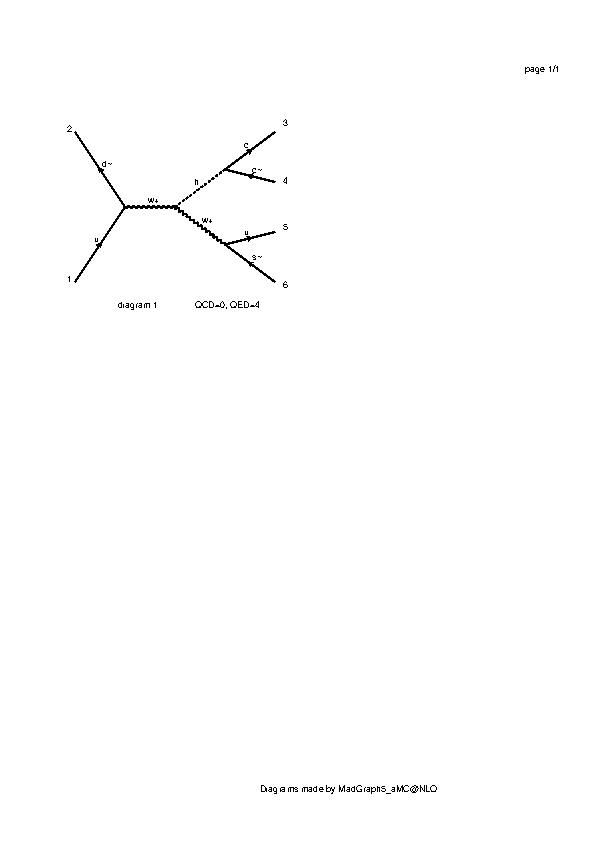 page 1/1
2
3
d~
c
c~
h
4
w+
w+
u
5
u
s~
1
6
diagram 1 QCD=0, QED=4
Diagrams made by MadGraph5_aMC@NLO